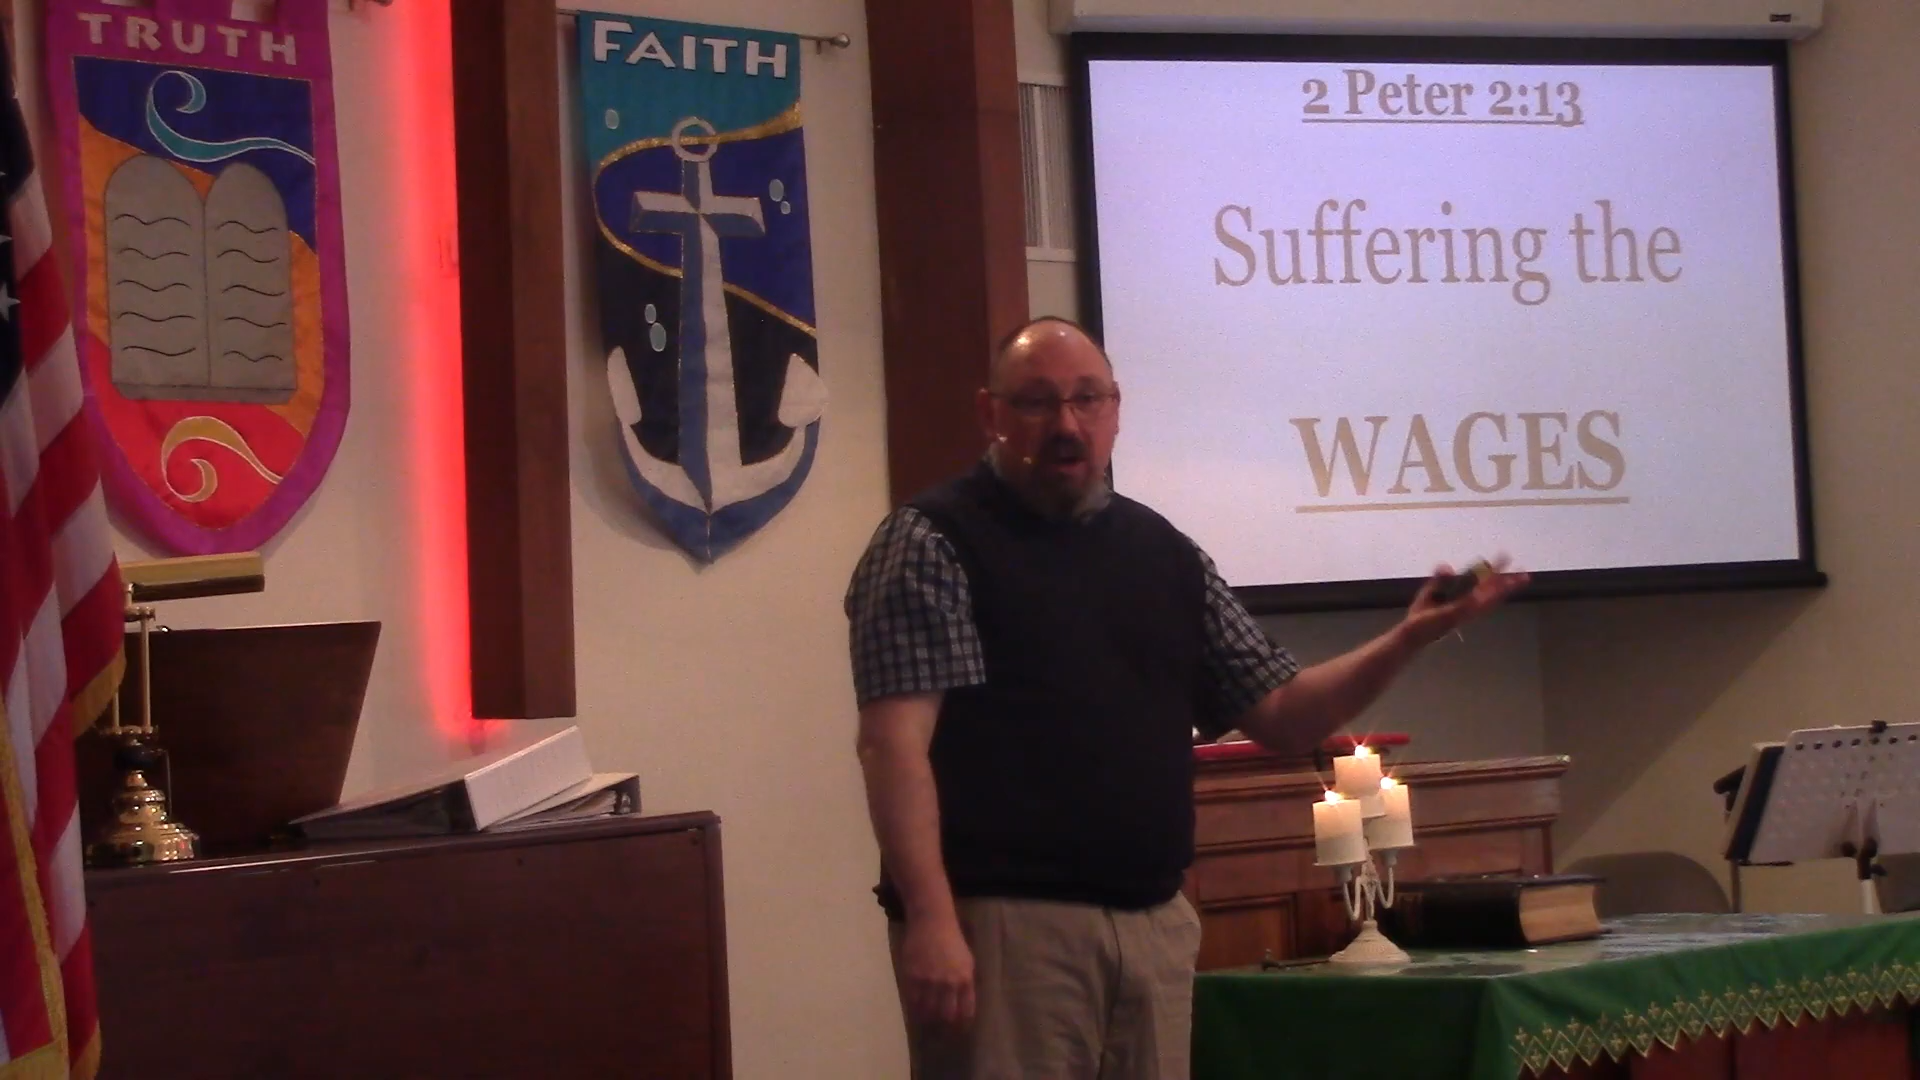 TRUTH
FAITH
2 Peter 2:13
Suffering the
WAGES